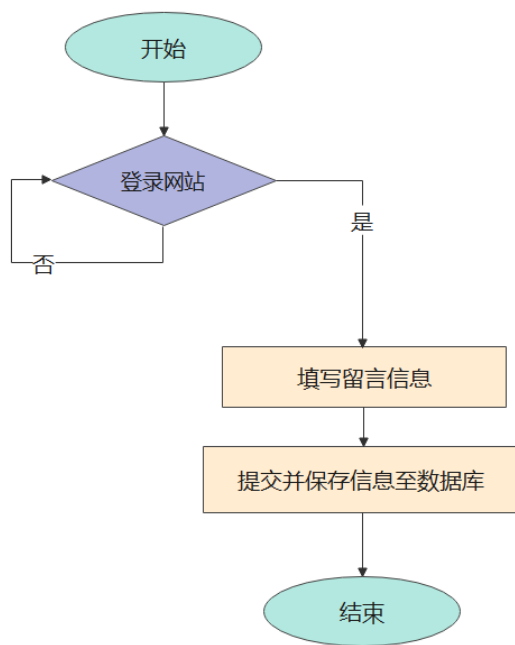 开始
登录网站
是
否
填写留言信息
提交并保存信息至数据库
结束